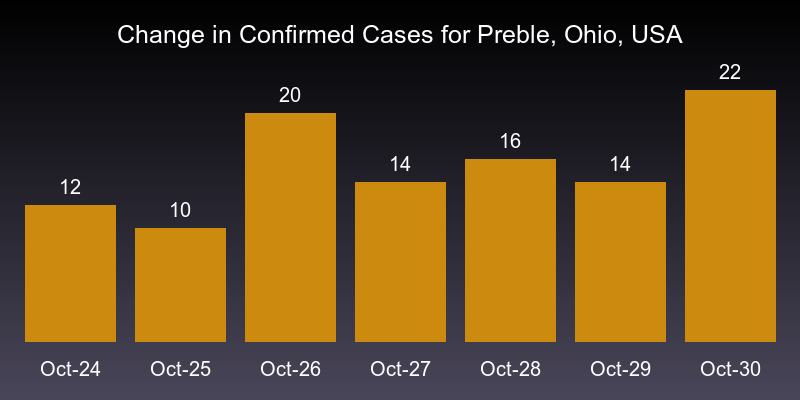 Change in Confirmed Cases for Preble, Ohio, USA
12
10
20
14
16
14
22
Oct-24
Oct-25
Oct-26
Oct-27
Oct-28
Oct-29
Oct-30